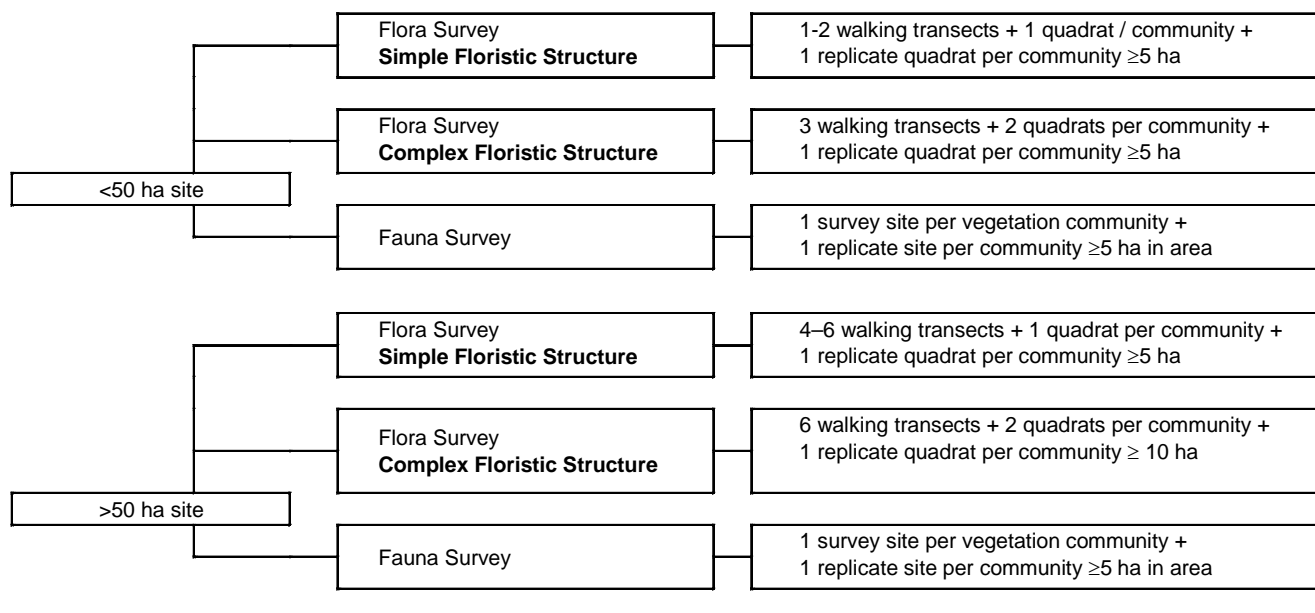 Flora Survey
Simple Floristic Structure
1-2 walking transects + 1 quadrat / community +
1 replicate quadrat per community ≥5 ha
Flora Survey
Complex Floristic Structure
3 walking transects + 2 quadrats per community +
1 replicate quadrat per community ≥5 ha
<50 ha site
Fauna Survey
1 survey site per vegetation community +
1 replicate site per community ≥5 ha in area
Flora Survey
Simple Floristic Structure
4–6 walking transects + 1 quadrat per community +
1 replicate quadrat per community ≥5 ha
Flora Survey
Complex Floristic Structure
6 walking transects + 2 quadrats per community +
1 replicate quadrat per community ≥ 10 ha
>50 ha site
Fauna Survey
1 survey site per vegetation community +
1 replicate site per community ≥5 ha in area